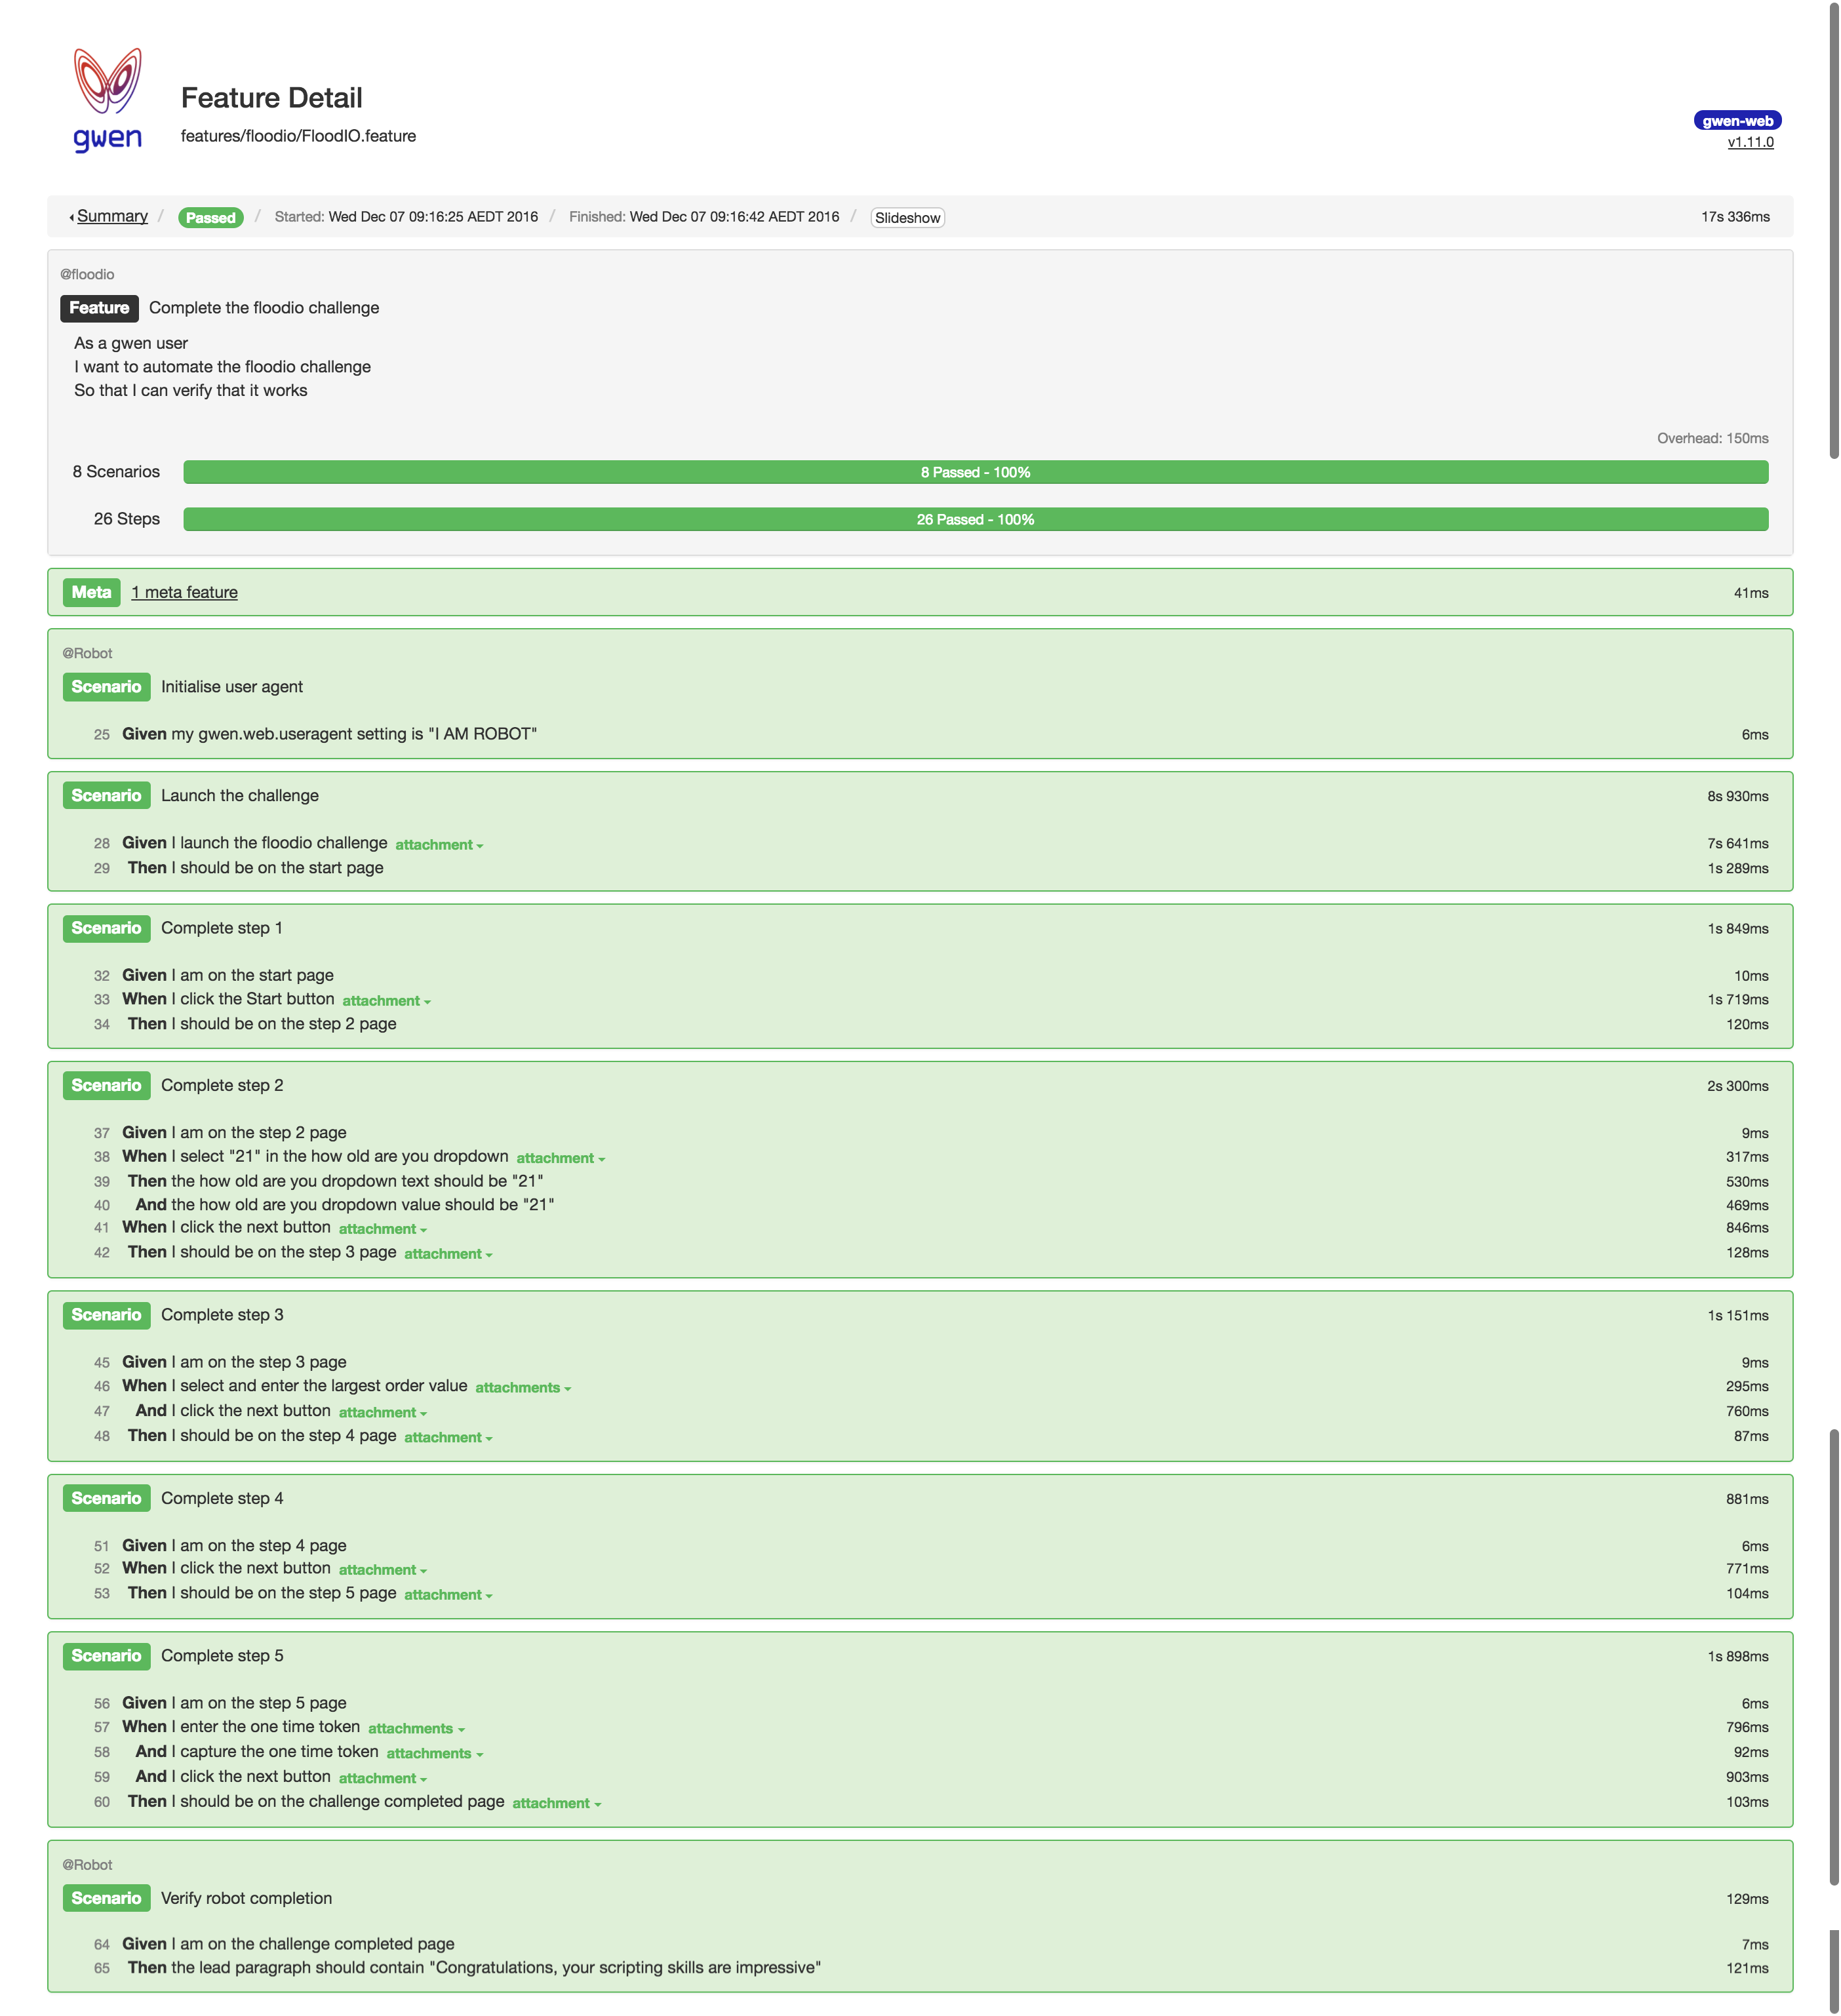 gwen
Feature Detail
features/floodio/FloodIO.feature
gwen-web
v1.11.0
Summary / Passed / Started: Wed Dec 07 09:16:25 AEDT 2016 / Finished: Wed Dec 07 09:16:42 AEDT 2016 / Slideshow 17s 336ms
@floodio
Feature Complete the floodio challenge
As a gwen user
I want to automate the floodio challenge
So that I can verify that it works
Overhead: 150ms
8 Scenarios 8 Passed - 100%
26 Steps 26 Passed - 100%
Meta 1 meta feature 41ms
@Robot
Scenario Initialise user agent
25 Given my gwen.web.useragent setting is "I AM ROBOT" 6ms
Scenario Launch the challenge 8s 930ms
28 Given I launch the floodio challenge attachment 7s 641ms
29 Then I should be on the start page 1s 289ms
Scenario Complete step 1 1s 849ms
32 Given I am on the start page 10ms
33 When I click the Start button attachment 1s 719ms
34 Then I should be on the step 2 page 120ms
Scenario Complete step 2 2s 300ms
37 Given I am on the step 2 page 9ms
38 When I select "21" in the how old are you dropdown attachment 317ms
39 Then the how old are you dropdown text should be "21" 530ms
40 And the how old are you dropdown value should be "21" 469ms
41 When I click the next button attachment 846ms
42 Then I should be on the step 3 page attachment 128ms
Scenario Complete step 3 1s 151ms
45 Given I am on the step 3 page 9ms
46 When I select and enter the largest order value attachments 295ms
47 And I click the next button attachment 760ms
48 Then I should be on the step 4 page attachment 87ms
Scenario Complete step 4 881ms
51 Given I am on the step 4 page 6ms
52 When I click the next button attachment 771ms
53 Then I should be on the step 5 page attachment 104ms
Scenario Complete step 5 1s 898ms
56 Given I am on the step 5 page 6ms
57 When I enter the one time token attachments 796ms
58 And I capture the one time token attachments 92ms
59 And I click the next button attachment 903ms
60 Then I should be on the challenge completed page attachment 103ms
@Robot
Scenario Verify robot completion 129ms
64 Given I am on the challenge completed page 7ms
65 Then the lead paragraph should contain "Congratulations, your scripting skills are impressive" 121ms